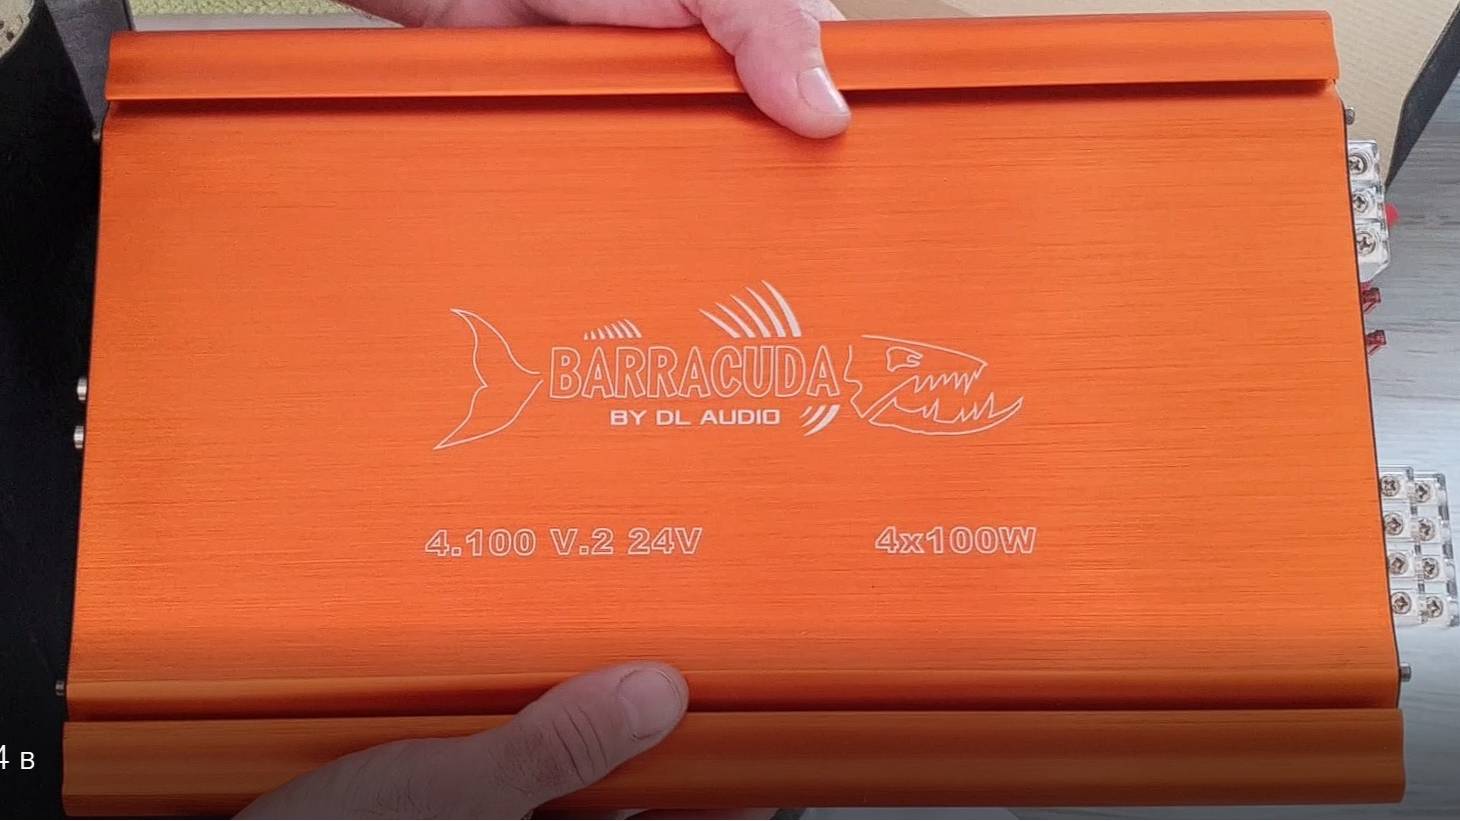 BARRACUDA
BY DL AUDIO
4.100 V.2 24V
4x100W
4 в